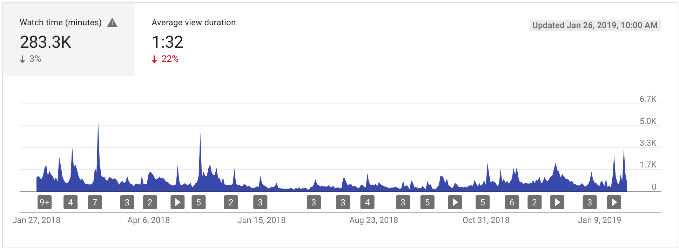 Watch time (minutes)
Average view duration
Updated Jan 26, 2019, 10:00 AM
283.3K
1:32
↓ 3%
↓ 22%
6.7K
5.0K
3.3K
1.7K
0
9+ 4 7 3 2 5 2 3 3 3 4 3 5 5 6 2 3
Jan 27, 2018 Apr 6, 2018 Jun 15, 2018 Aug 23, 2018 Oct 31, 2018 Jan 9, 2019